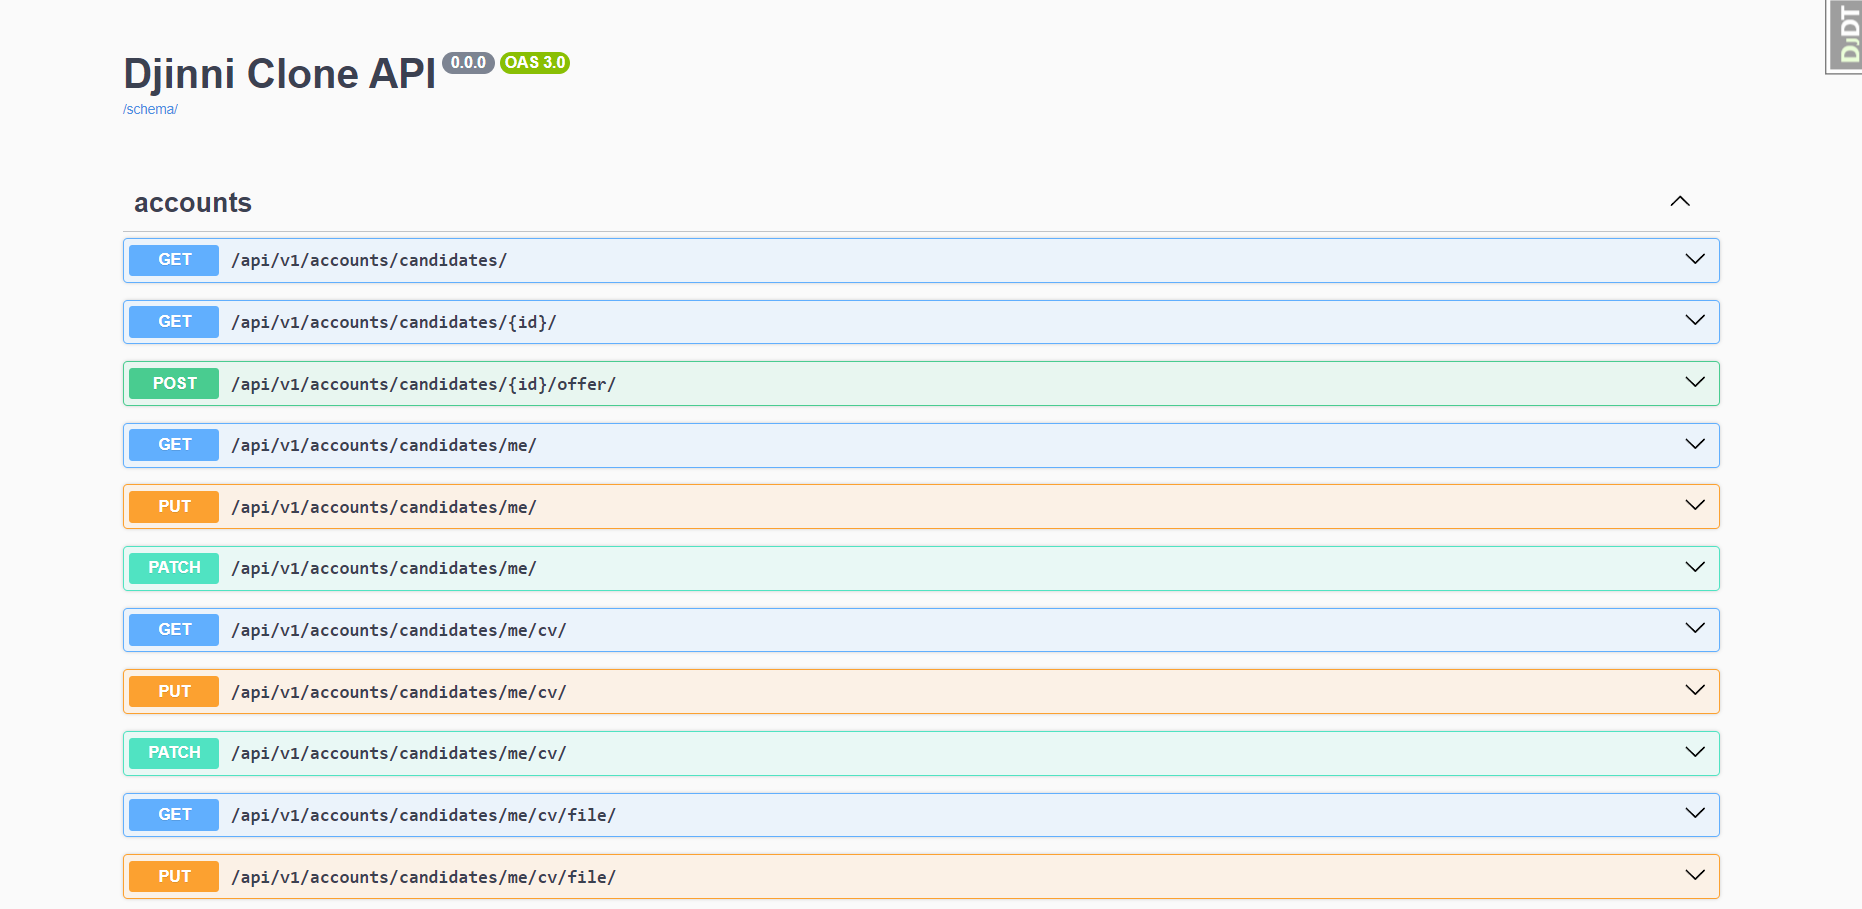 Djinni Clone API 0.0.0 OAS 3.0
/schema/
DJDT
accounts
GET /api/v1/accounts/candidates/
GET /api/v1/accounts/candidates/{id}/
POST /api/v1/accounts/candidates/{id}/offer/
GET /api/v1/accounts/candidates/me/
PUT /api/v1/accounts/candidates/me/
PATCH /api/v1/accounts/candidates/me/
GET /api/v1/accounts/candidates/me/cv/
PUT /api/v1/accounts/candidates/me/cv/
PATCH /api/v1/accounts/candidates/me/cv/
GET /api/v1/accounts/candidates/me/cv/file/
PUT /api/v1/accounts/candidates/me/cv/file/